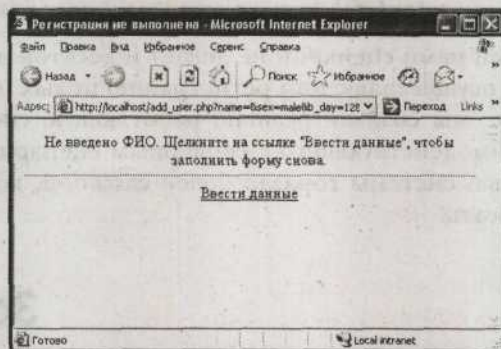 Регистрация не выполнена - Microsoft Internet Explorer
Файл Правка Вид Избранное Сервис Справка
Назад Поиск Избранное
Адрес: http://localhost/add_user.php?name=&sex=male&b_day=12& Переход Links
Не введено ФИО. Щелкните на ссылке "Ввести данные", чтобы
заполнить форму снова.
Ввести данные
Готово Local intranet